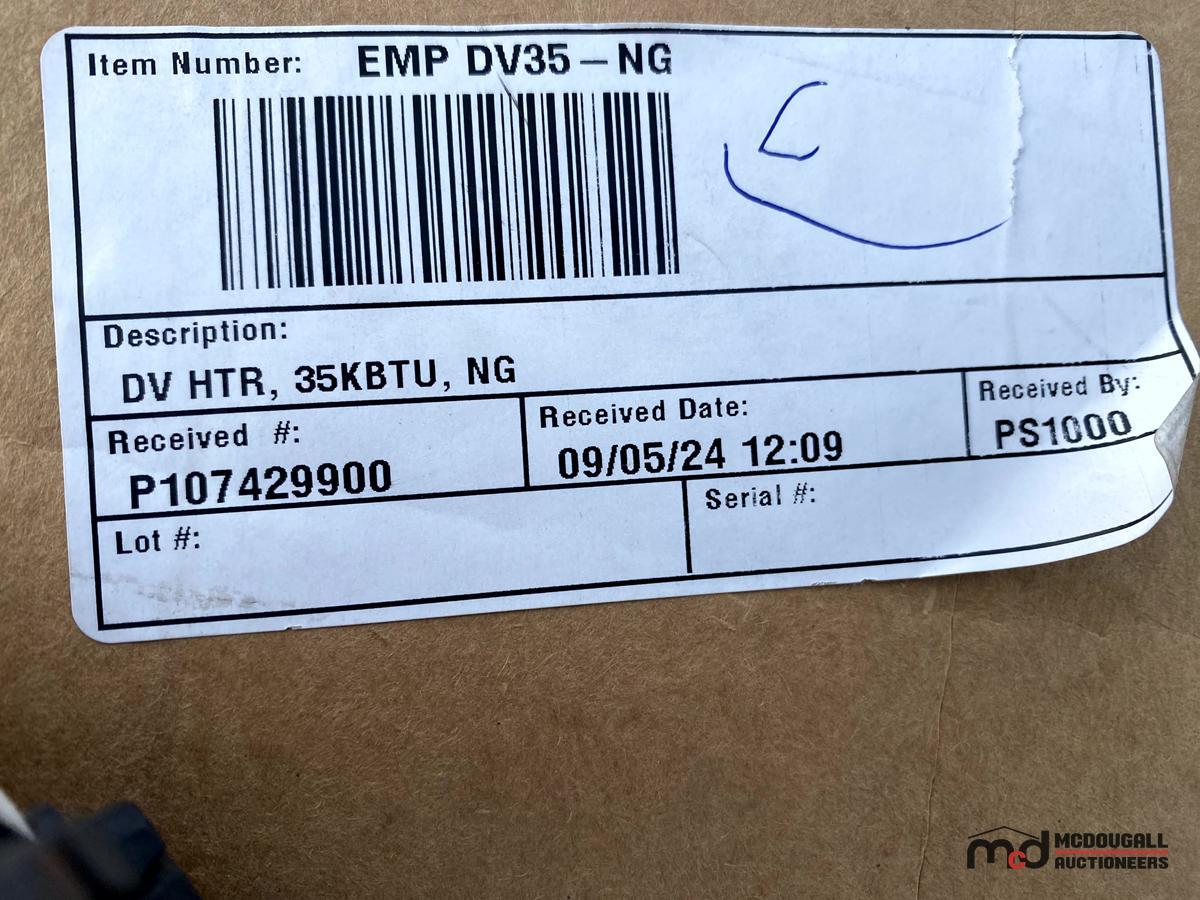 Item Number: EMP DV35-NG
Description:
DV HTR, 35KBTU, NG
Received #:
P107429900
Received Date:
09/05/24 12:09
Received By:
PS1000
Lot #:
Serial #:
mcd MCDOUGALL
AUCTIONEERS